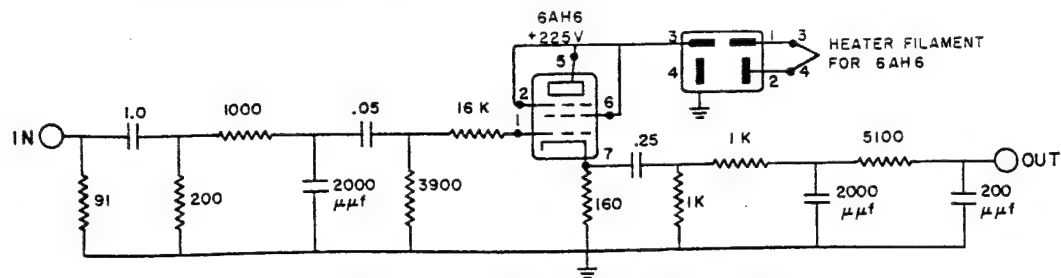 6AH6
+225V
5
2
1
6
7
3
1
4
2
3
4
HEATER FILAMENT
FOR 6AH6
IN
1.0
1000
.05
16 K
.25
1 K
5100
OUT
91
200
2000
μμf
3900
160
1K
2000
μμf
200
μμf